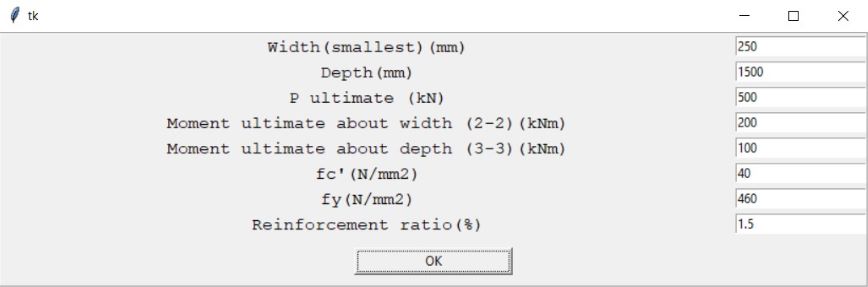 tk
Width(smallest)(mm) 250
Depth(mm) 1500
P ultimate (kN) 500
Moment ultimate about width (2-2)(kNm) 200
Moment ultimate about depth (3-3)(kNm) 100
fc'(N/mm2) 40
fy(N/mm2) 460
Reinforcement ratio(%) 1.5
OK